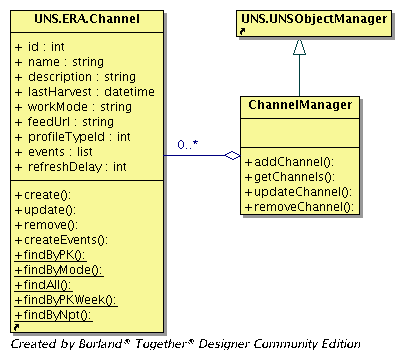 UNS.ERA.Channel
+ id : int
+ name : string
+ description : string
+ lastHarvest : datetime
+ workMode : string
+ feedUrl : string
+ profileTypeId : int
+ events : list
+ refreshDelay : int
+create():
+update():
+remove():
+createEvents():
+findByPK():
+findByMode():
+findAll():
+findByPKWeek():
+findByNpt():
0..*
UNS.UNSObjectManager
ChannelManager
+addChannel():
+getChannels():
+updateChannel():
+removeChannel():
Created by Borland® Together® Designer Community Edition